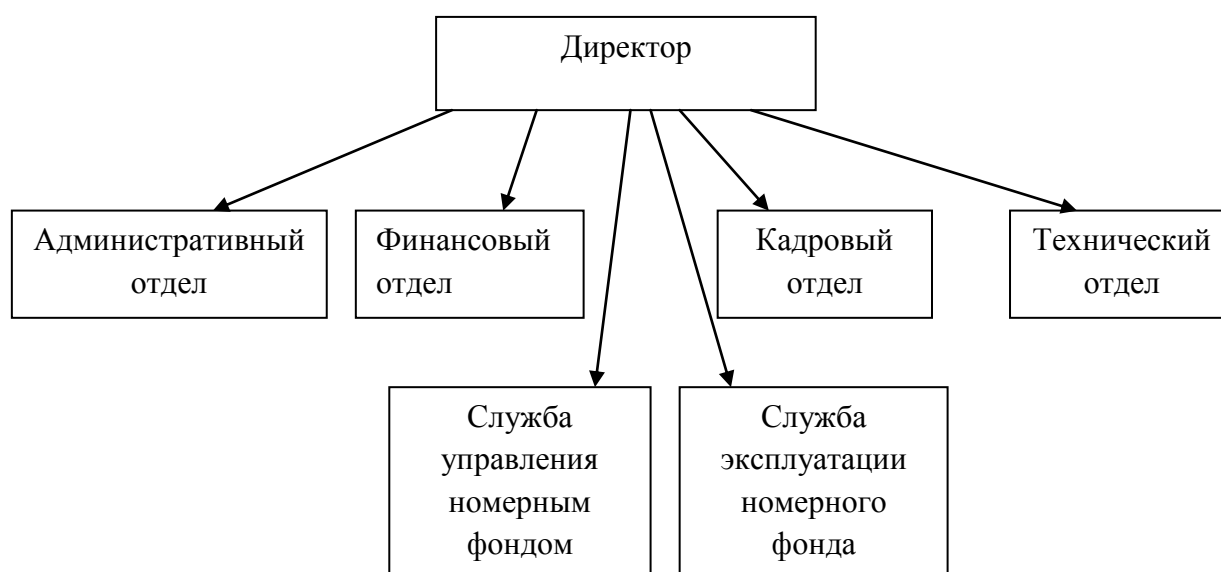 Директор
Административный
отдел
Финансовый
отдел
Кадровый
отдел
Технический
отдел
Служба
управления
номерным
фондом
Служба
эксплуатации
номерного
фонда